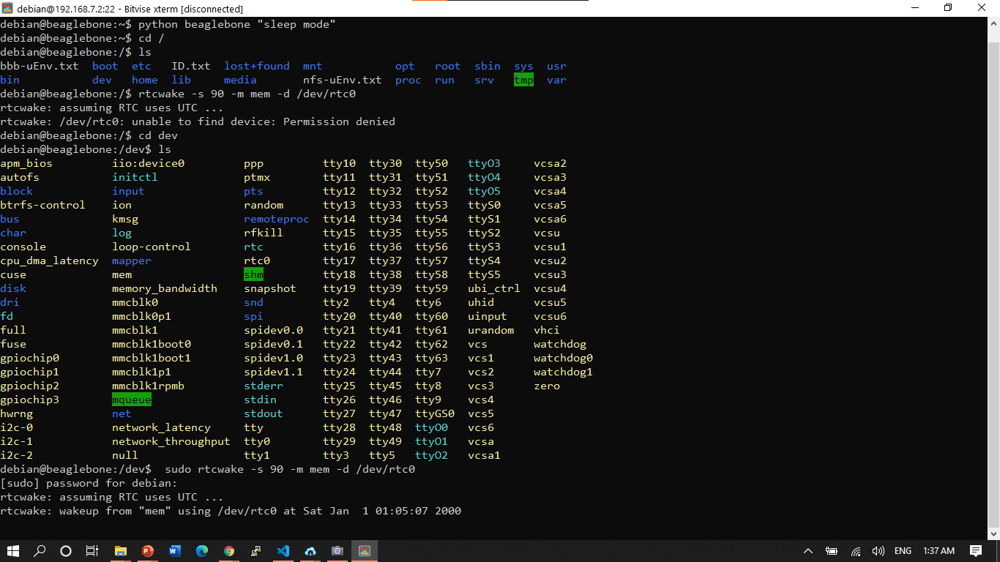 debian@192.168.7.2:22 - Bitvise xterm [disconnected]
debian@beaglebone:~$ python beaglebone "sleep mode"
debian@beaglebone:~$ cd /
debian@beaglebone:/$ ls
bbb-uEnv.txt boot etc ID.txt lost+found mnt opt root sbin sys usr
bin dev home lib media nfs-uEnv.txt proc run srv tmp var
debian@beaglebone:/$ rtcwake -s 90 -m mem -d /dev/rtc0
rtcwake: assuming RTC uses UTC ...
rtcwake: /dev/rtc0: unable to find device: Permission denied
debian@beaglebone:/$ cd dev
debian@beaglebone:/dev$ ls
apm_bios iio:device0 ppp tty10 tty30 tty50 ttyO3 vcsa2
autofs initctl ptmx tty11 tty31 tty51 ttyO4 vcsa3
block input pts tty12 tty32 tty52 ttyO5 vcsa4
btrfs-control ion random tty13 tty33 tty53 ttyS0 vcsa5
bus kmsg remoteproc tty14 tty34 tty54 ttyS1 vcsa6
char log rfkill tty15 tty35 tty55 ttyS2 vcsu
console loop-control rtc tty16 tty36 tty56 ttyS3 vcsu1
cpu_dma_latency mapper rtc0 tty17 tty37 tty57 ttyS4 vcsu2
cuse mem shm tty18 tty38 tty58 ttyS5 vcsu3
disk memory_bandwidth snapshot tty19 tty39 tty59 ubi_ctrl vcsu4
dri mmcblk0 snd tty2 tty4 tty6 uhid vcsu5
fd mmcblk0p1 spi tty20 tty40 tty60 uinput vcsu6
full mmcblk1 spidev0.0 tty21 tty41 tty61 urandom vhci
fuse mmcblk1boot0 spidev0.1 tty22 tty42 tty62 vcs watchdog
gpiochip0 mmcblk1boot1 spidev1.0 tty23 tty43 tty63 vcs1 watchdog0
gpiochip1 mmcblk1p1 spidev1.1 tty24 tty44 tty7 vcs2 watchdog1
gpiochip2 mmcblk1rpmb stderr tty25 tty45 tty8 vcs3 zero
gpiochip3 mqueue stdin tty26 tty46 tty9 vcs4
hwrng net stdout tty27 tty47 ttyGS0 vcs5
i2c-0 network_latency tty tty28 tty48 ttyO0 vcs6
i2c-1 network_throughput tty0 tty29 tty49 ttyO1 vcsa
i2c-2 null tty1 tty3 tty5 ttyO2 vcsa1
debian@beaglebone:/dev$  sudo rtcwake -s 90 -m mem -d /dev/rtc0
[sudo] password for debian:
rtcwake: assuming RTC uses UTC ...
rtcwake: wakeup from "mem" using /dev/rtc0 at Sat Jan  1 01:05:07 2000
ENG 1:37 AM